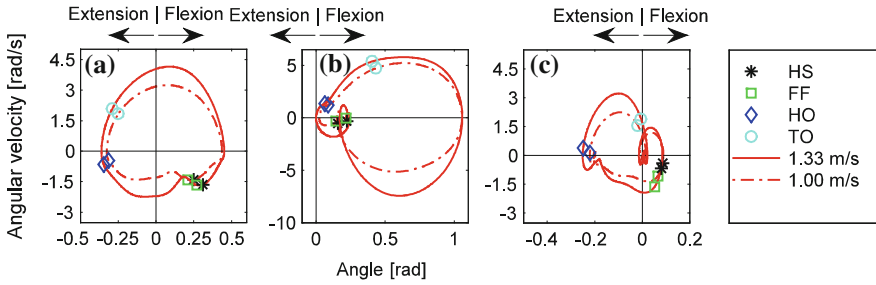 Extension | Flexion
Extension | Flexion
Extension | Flexion
Angular velocity [rad/s]
(a)
4.5
3
1.5
0
-1.5
-3
-0.5
-0.25
0
0.25
0.5
(b)
5
0
-5
-10
0
0.5
1
(c)
4.5
3
1.5
0
-1.5
-3
-0.4
-0.2
0
0.2
Angle [rad]
HS
FF
HO
TO
1.33 m/s
1.00 m/s